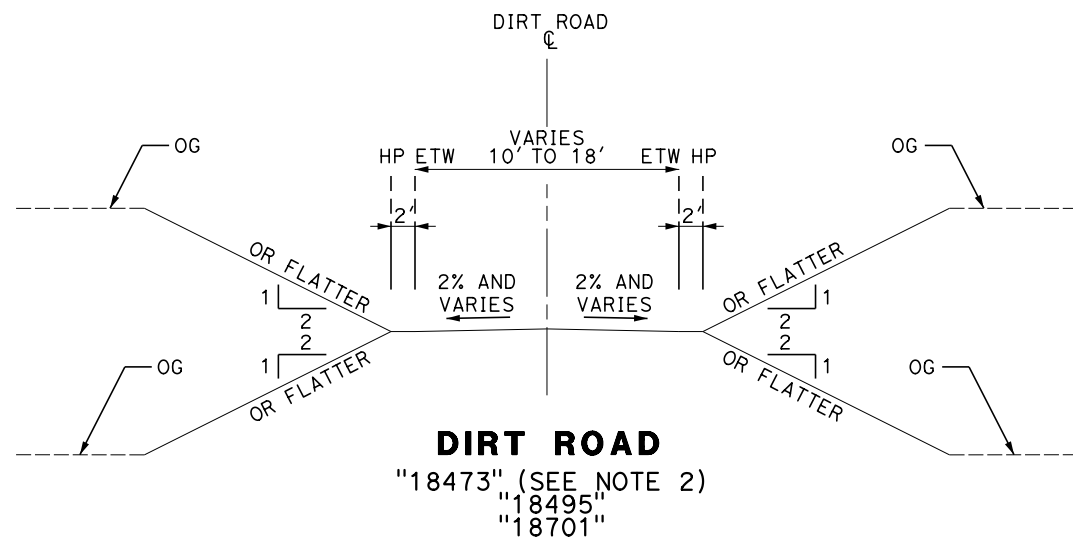 DIRT ROAD
℄
VARIES
HP ETW 10' TO 18' ETW HP
OG
OG
2'
2'
OR FLATTER
1
2
2% AND
VARIES
2% AND
VARIES
OR FLATTER
1
2
2
1
OR FLATTER
2
1
OR FLATTER
OG
OG
DIRT ROAD
"18473" (SEE NOTE 2)
"18495"
"18701"